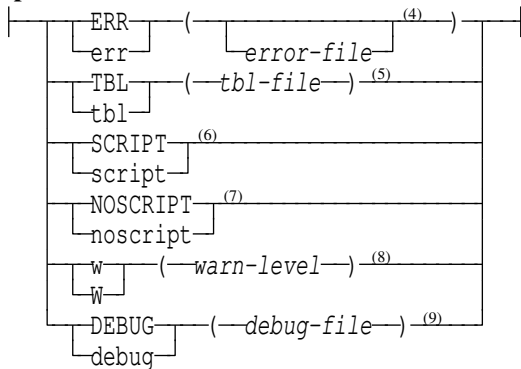 ERR ( error-file (4) )
err
TBL ( tbl-file ) (5)
tbl
SCRIPT (6)
script
NOSCRIPT (7)
noscript
w ( warn-level ) (8)
W
DEBUG ( debug-file ) (9)
debug